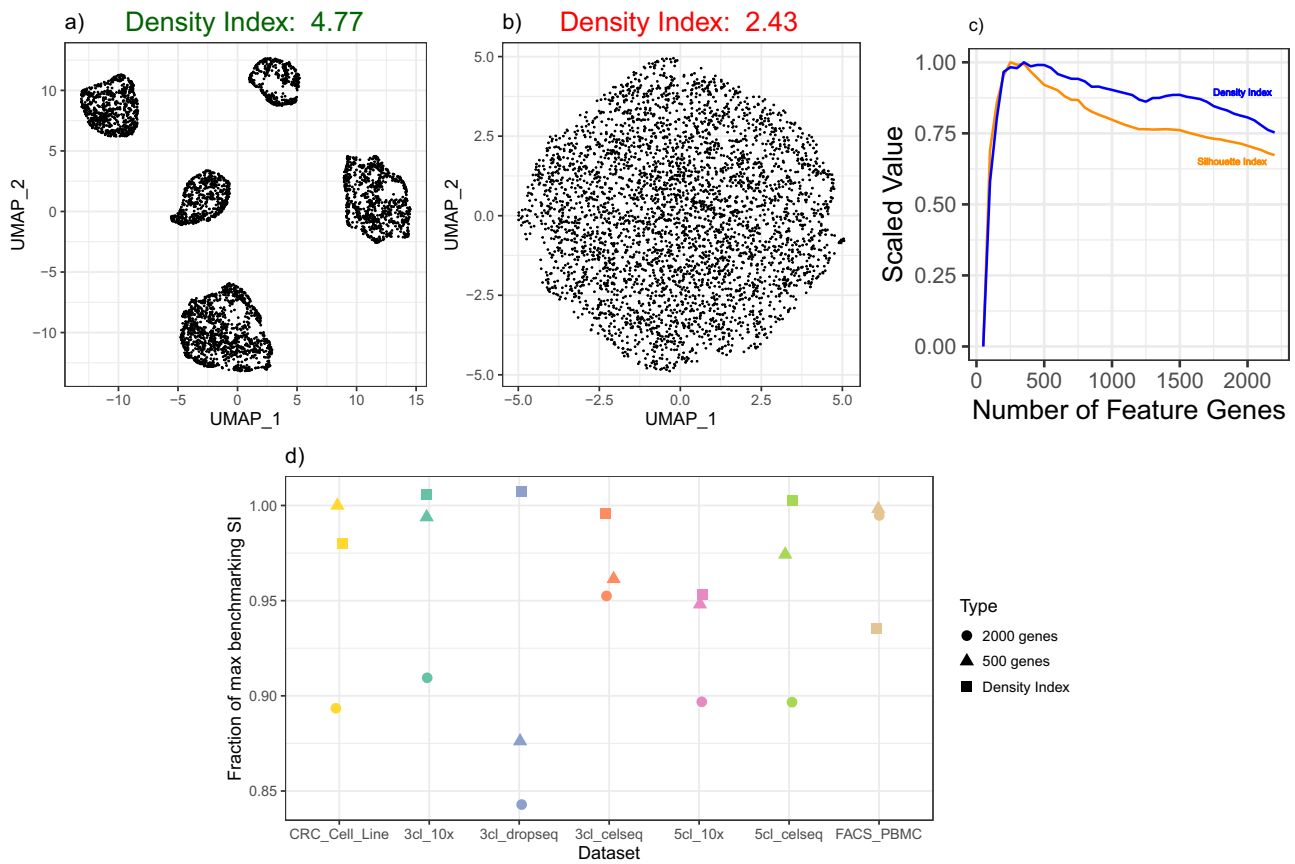 a)
Density Index: 4.77
10
5
0
−5
−10
UMAP_2
−10
−5
0
5
10
15
UMAP_1
b)
Density Index: 2.43
5.0
2.5
0.0
−2.5
−5.0
UMAP_2
−5.0
−2.5
0.0
2.5
5.0
UMAP_1
c)
1.00
0.75
0.50
0.25
0.00
Scaled Value
Density Index
Silhouette Index
0
500
1000
1500
2000
Number of Feature Genes
d)
1.00
0.95
0.90
0.85
Fraction of max benchmarking SI
CRC_Cell_Line
3cl_10x
3cl_dropseq
3cl_celseq
5cl_10x
5cl_celseq
FACS_PBMC
Dataset
Type
2000 genes
500 genes
Density Index